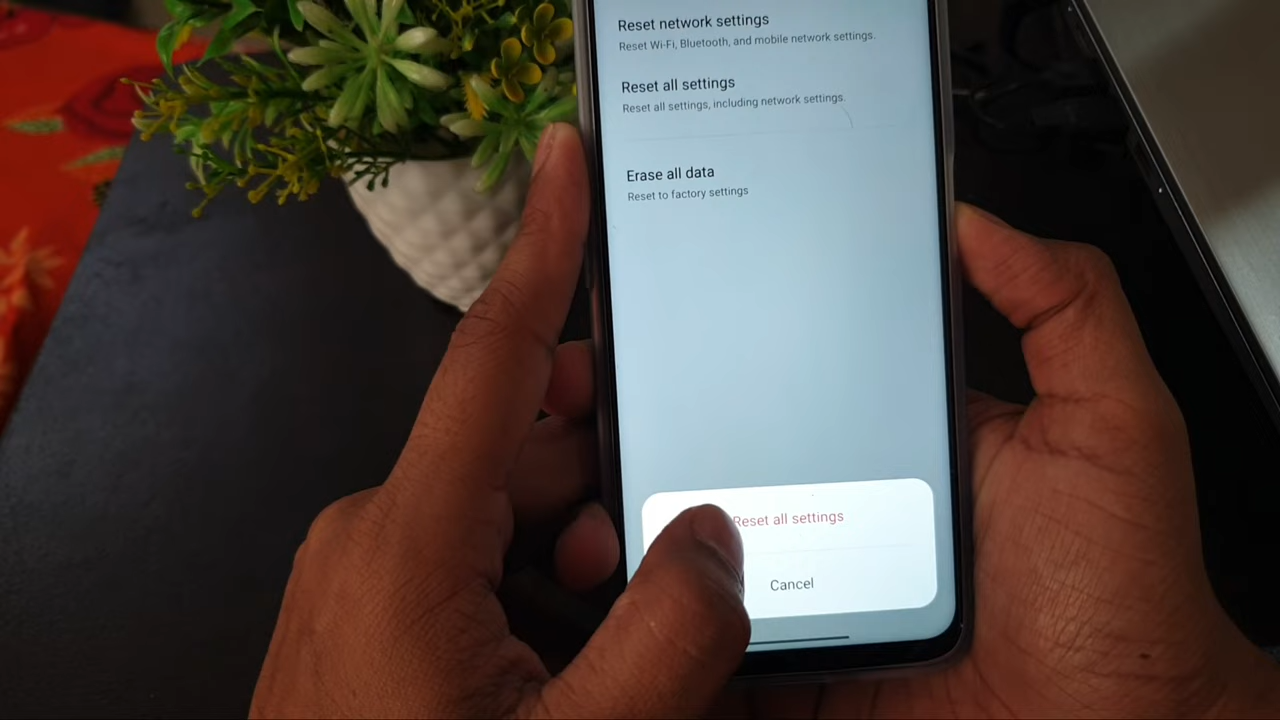 Reset network settings
Reset Wi-Fi, Bluetooth, and mobile network settings.
Reset all settings
Reset all settings, including network settings.
Erase all data
Reset to factory settings
Reset all settings
Cancel